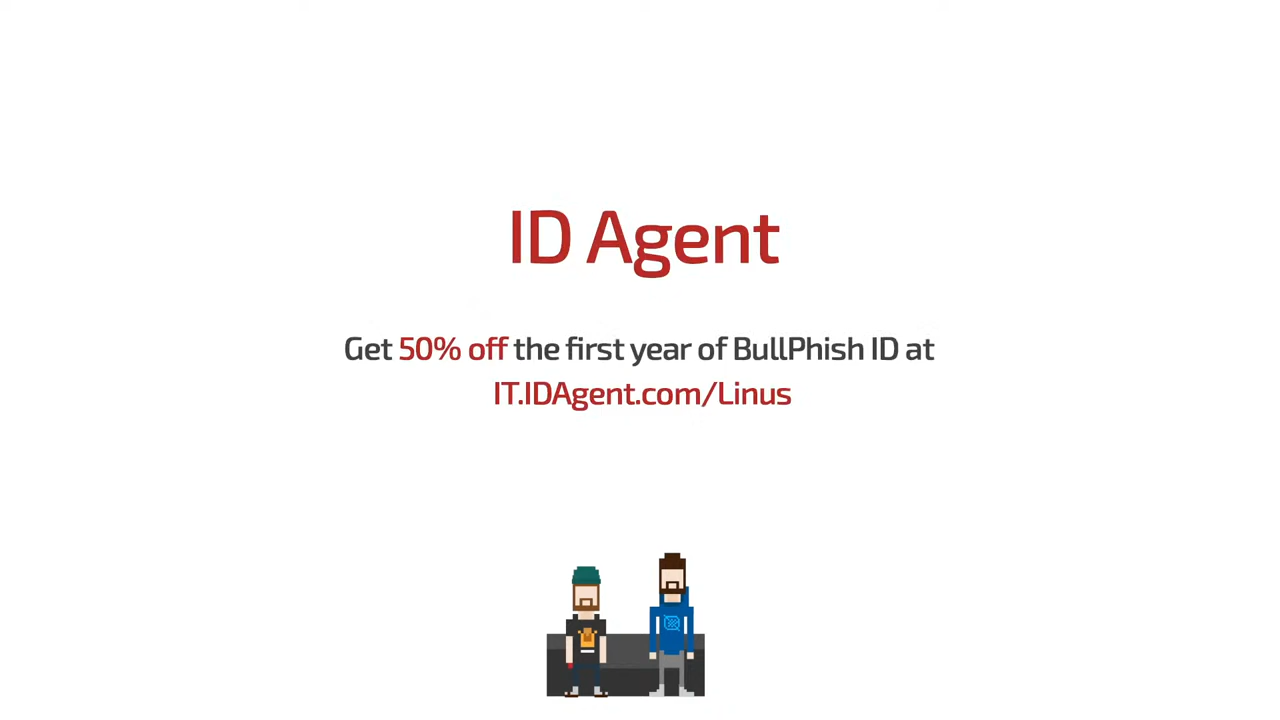 ID Agent
Get 50% off the first year of BullPhish ID at
IT.IDAgent.com/Linus